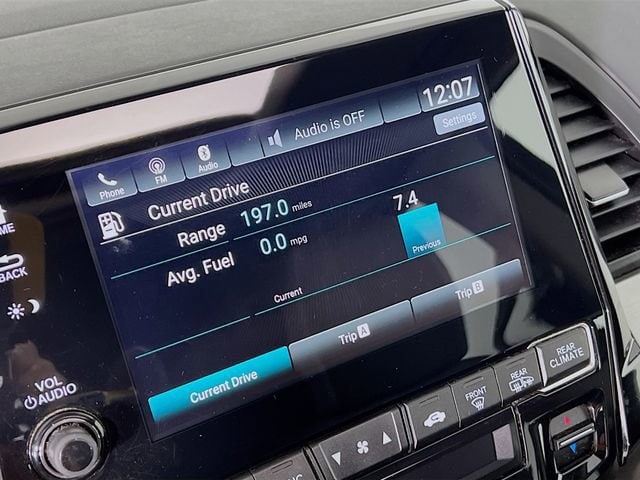 12:07
Audio is OFF
Settings
Phone
FM
Audio
Current Drive
Range 197.0 miles
7.4
Avg. Fuel 0.0 mpg
Previous
Current
Current Drive
Trip A
Trip B
BACK
VOL
AUDIO
FRONT
REAR
REAR
CLIMATE